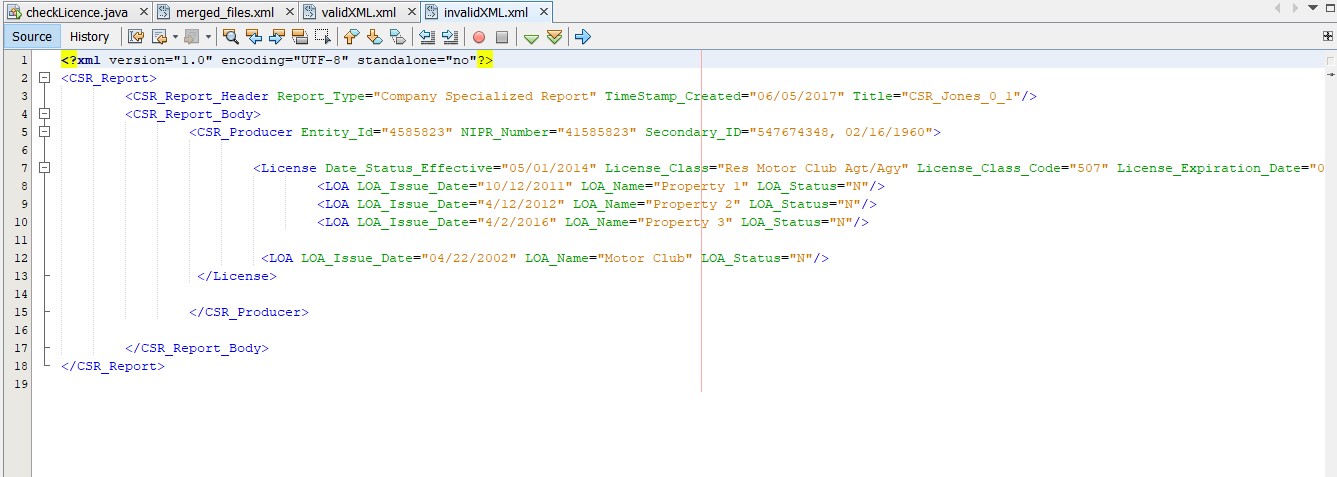 checkLicence.java merged_files.xml validXML.xml invalidXML.xml
Source History
1 <?xml version="1.0" encoding="UTF-8" standalone="no"?>
2 <CSR_Report>
3 <CSR_Report_Header Report_Type="Company Specialized Report" TimeStamp_Created="06/05/2017" Title="CSR_Jones_0_1"/>
4 <CSR_Report_Body>
5 <CSR_Producer Entity_Id="4585823" NIPR_Number="41585823" Secondary_ID="547674348, 02/16/1960">
6
7 <License Date_Status_Effective="05/01/2014" License_Class="Res Motor Club Agt/Agy" License_Class_Code="507" License_Expiration_Date="0
8 <LOA LOA_Issue_Date="10/12/2011" LOA_Name="Property 1" LOA_Status="N"/>
9 <LOA LOA_Issue_Date="4/12/2012" LOA_Name="Property 2" LOA_Status="N"/>
10 <LOA LOA_Issue_Date="4/2/2016" LOA_Name="Property 3" LOA_Status="N"/>
11
12 <LOA LOA_Issue_Date="04/22/2002" LOA_Name="Motor Club" LOA_Status="N"/>
13 </License>
14
15 </CSR_Producer>
16
17 </CSR_Report_Body>
18 </CSR_Report>
19